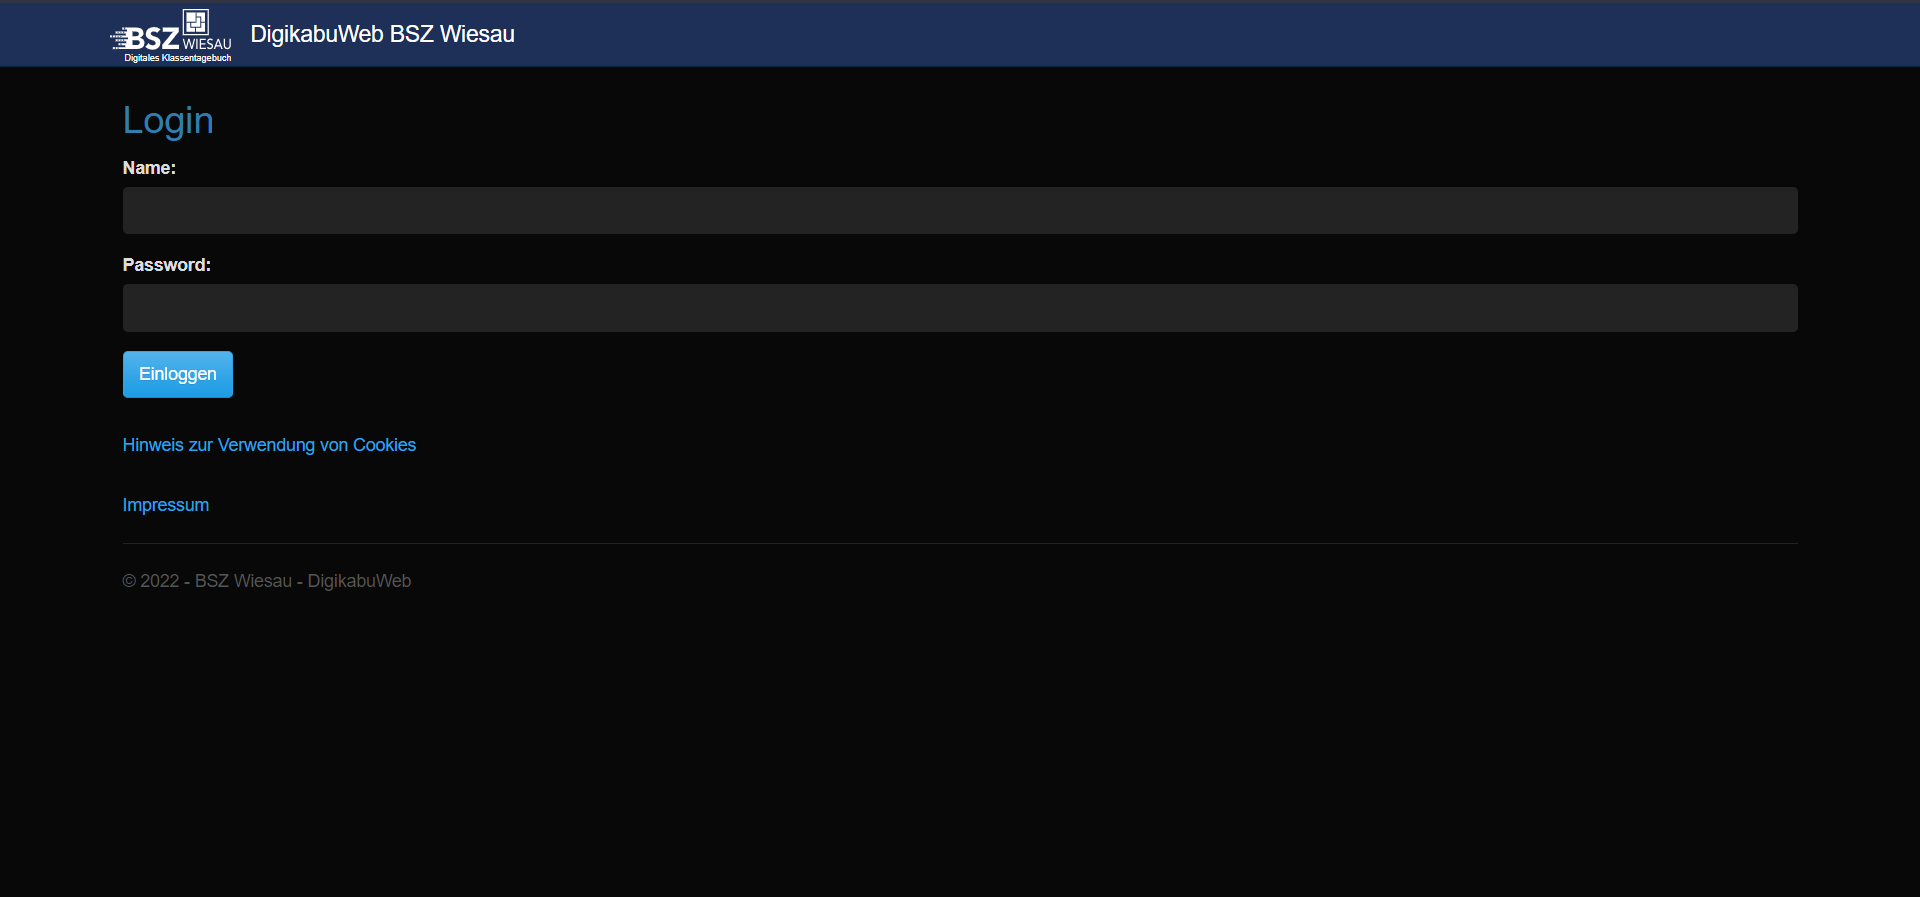 BSZ WIESAU
Digitales Klassentagebuch
DigikabuWeb BSZ Wiesau
Login
Name:
Password:
Einloggen
Hinweis zur Verwendung von Cookies
Impressum
© 2022 - BSZ Wiesau - DigikabuWeb